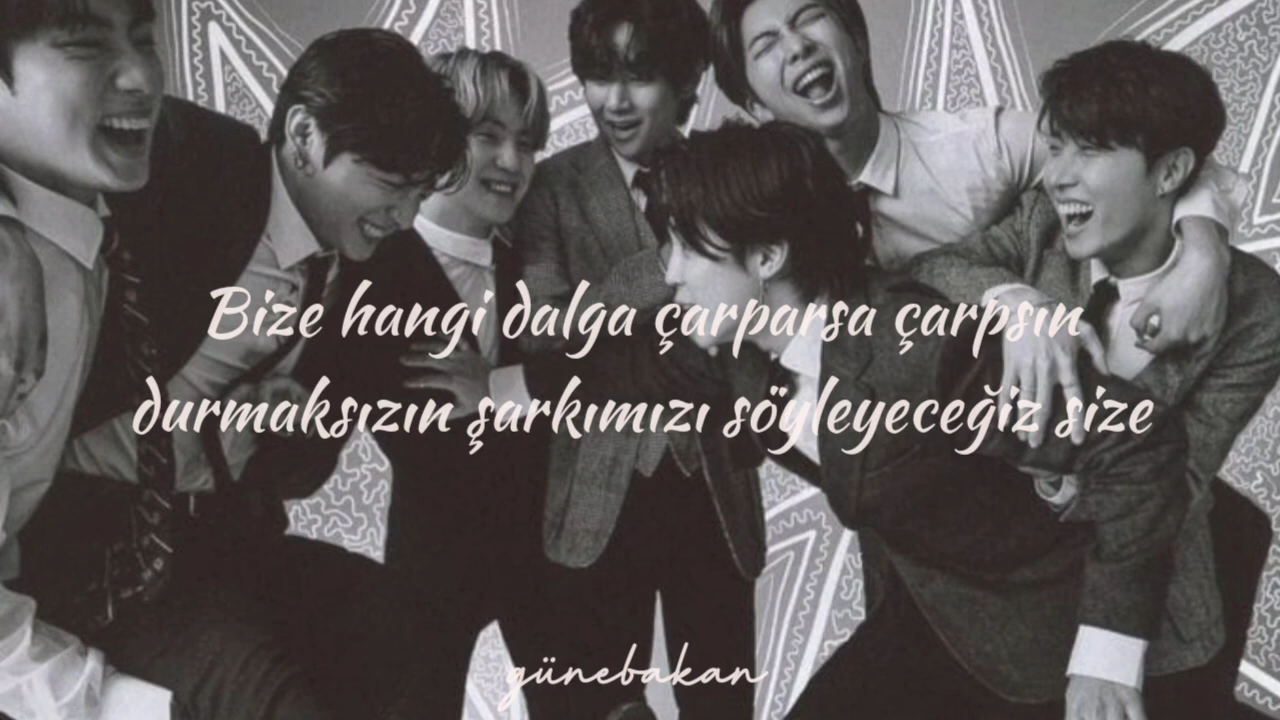 Bize hangi dalga çarparsa çarpsın
durmaksızın şarkımızı söyleyeceğiz size
günebakan